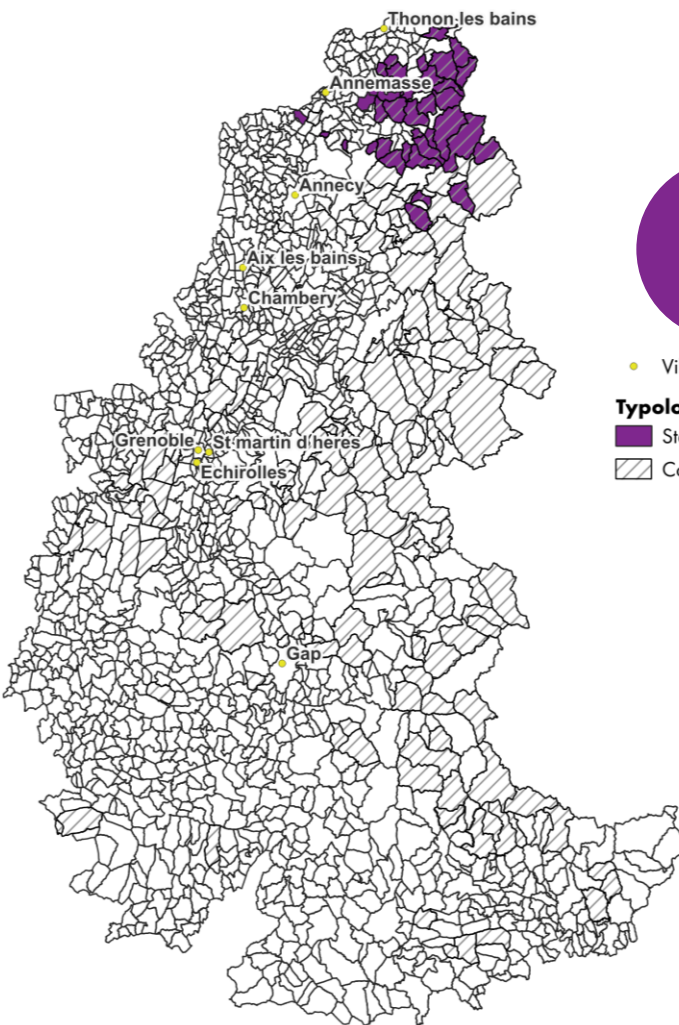 Thonon les bains
Annemasse
Annecy
Aix les bains
Chambery
Grenoble
St martin d heres
Echirolles
Gap
Typolo